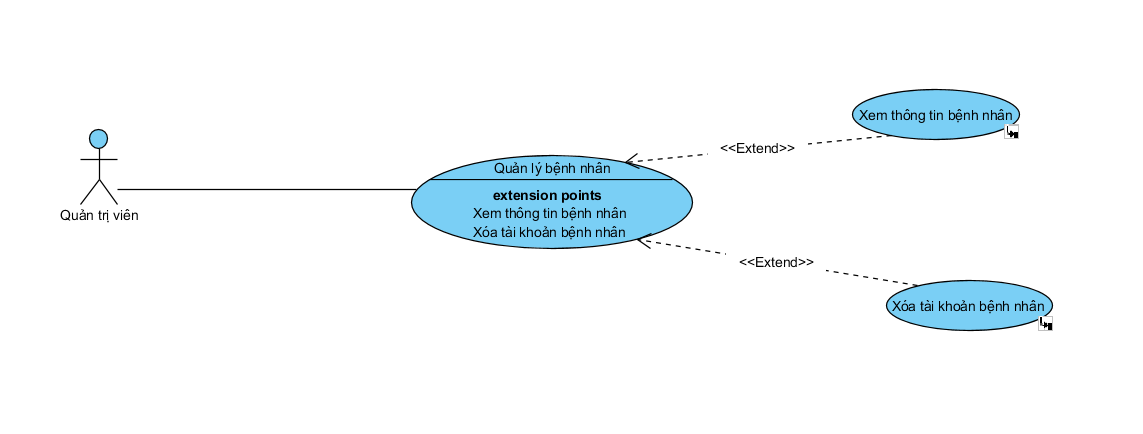 Xem thông tin bệnh nhân
<<Extend>>
Quản lý bệnh nhân
extension points
Xem thông tin bệnh nhân
Xóa tài khoản bệnh nhân
Quản trị viên
<<Extend>>
Xóa tài khoản bệnh nhân